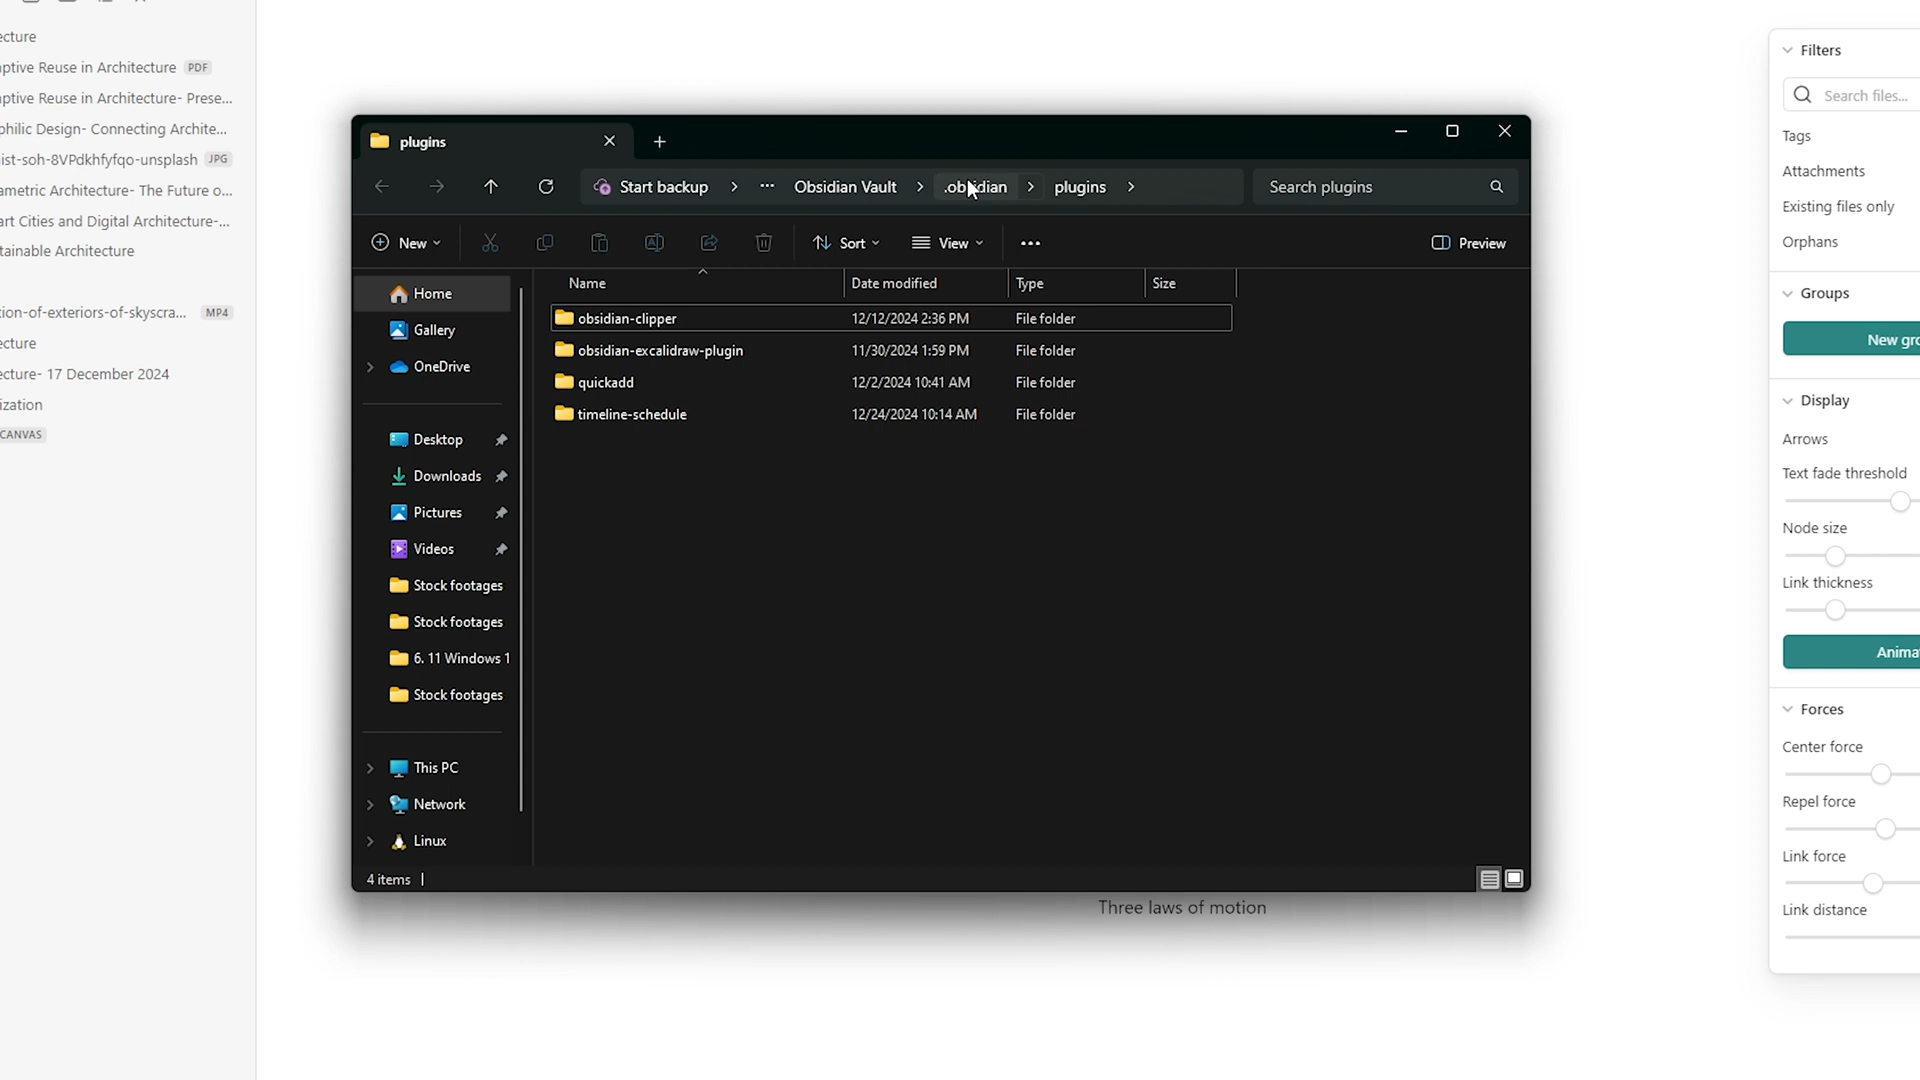 ecture
ptive Reuse in Architecture PDF
ptive Reuse in Architecture- Prese...
philic Design- Connecting Archite...
ist-soh-8VPdkhfyfqo-unsplash JPG
ametric Architecture- The Future o...
art Cities and Digital Architecture-...
tainable Architecture
ion-of-exteriors-of-skyscra... MP4
ecture
ecture- 17 December 2024
ization
CANVAS
plugins
Start backup > ... Obsidian Vault > .obsidian > plugins >
Search plugins
New
Sort
View
Preview
Home
Gallery
OneDrive
Desktop
Downloads
Pictures
Videos
Stock footages
Stock footages
6. 11 Windows 1
Stock footages
This PC
Network
Linux
Name Date modified Type Size
obsidian-clipper 12/12/2024 2:36 PM File folder
obsidian-excalidraw-plugin 11/30/2024 1:59 PM File folder
quickadd 12/2/2024 10:41 AM File folder
timeline-schedule 12/24/2024 10:14 AM File folder
4 items
Three laws of motion
Filters
Search files...
Tags
Attachments
Existing files only
Orphans
Groups
New gro
Display
Arrows
Text fade threshold
Node size
Link thickness
Anima
Forces
Center force
Repel force
Link force
Link distance